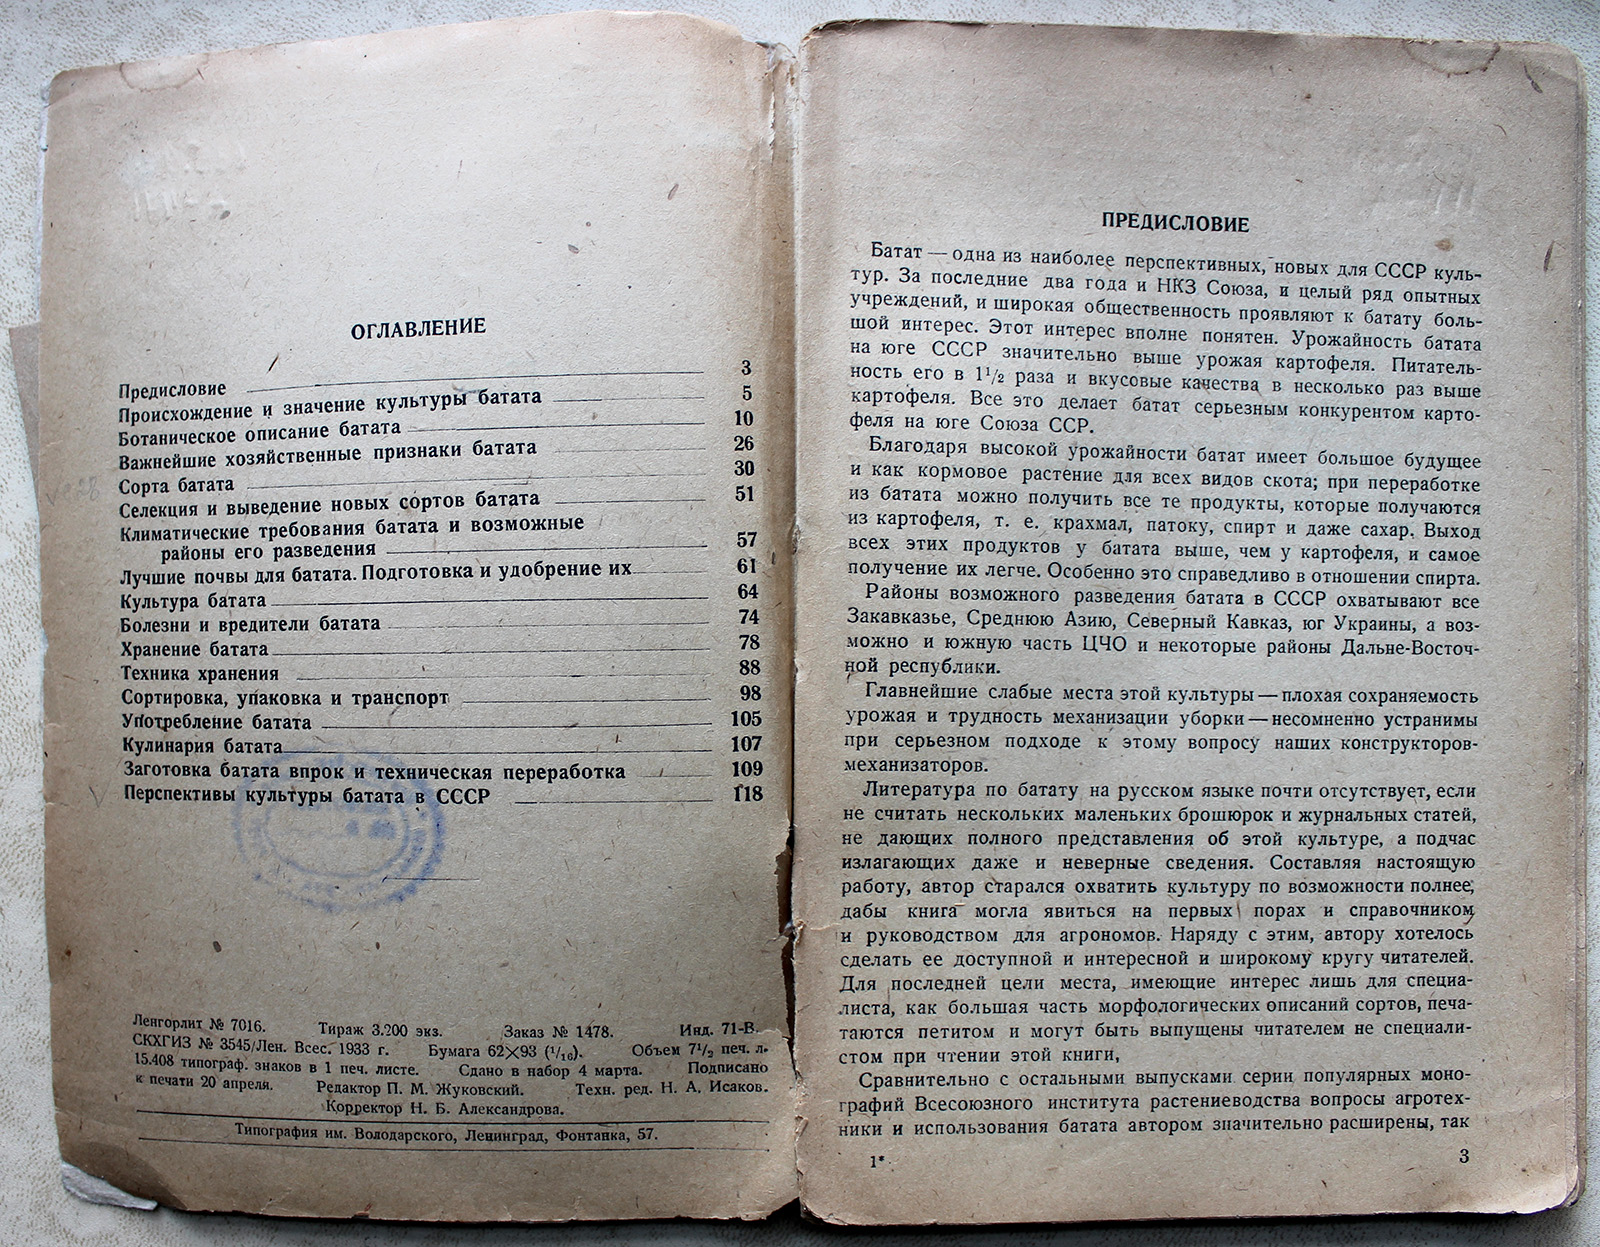 ОГЛАВЛЕНИЕ
Предисловие 3
Происхождение и значение культуры батата 5
Ботаническое описание батата 10
Важнейшие хозяйственные признаки батата 26
Сорта батата 30
Селекция и выведение новых сортов батата 51
Климатические требования батата и возможные
районы его разведения 57
Лучшие почвы для батата. Подготовка и удобрение их 61
Культура батата 64
Болезни и вредители батата 74
Хранение батата 78
Техника хранения 88
Сортировка, упаковка и транспорт 98
Употребление батата 105
Кулинария батата 107
Заготовка батата впрок и техническая переработка 109
Перспективы культуры батата в СССР 118
Ленгорлит № 7016. Тираж 3.200 экз. Заказ № 1478. Инд. 71-В.
СКХГИЗ № 3545/Лен. Всес. 1933 г. Бумага 62×93 (1/16). Объем 7½ печ. л.
15.408 типограф. знаков в 1 печ. листе. Сдано в набор 4 марта. Подписано
к печати 20 апреля. Редактор П. М. Жуковский. Техн. ред. Н. А. Исаков.
Корректор Н. Б. Александрова.
Типография им. Володарского, Ленинград, Фонтанка, 57.
ПРЕДИСЛОВИЕ
Батат — одна из наиболее перспективных, новых для СССР куль-
тур. За последние два года и НКЗ Союза, и целый ряд опытных
учреждений, и широкая общественность проявляют к батату боль-
шой интерес. Этот интерес вполне понятен. Урожайность батата
на юге СССР значительно выше урожая картофеля. Питатель-
ность его в 1½ раза и вкусовые качества в несколько раз выше
картофеля. Все это делает батат серьезным конкурентом карто-
феля на юге Союза ССР.
Благодаря высокой урожайности батат имеет большое будущее
и как кормовое растение для всех видов скота; при переработке
из батата можно получить все те продукты, которые получаются
из картофеля, т. е. крахмал, патоку, спирт и даже сахар. Выход
всех этих продуктов у батата выше, чем у картофеля, и самое
получение их легче. Особенно это справедливо в отношении спирта.
Районы возможного разведения батата в СССР охватывают все
Закавказье, Среднюю Азию, Северный Кавказ, юг Украины, а воз-
можно и южную часть ЦЧО и некоторые районы Дальне-Восточ-
ной республики.
Главнейшие слабые места этой культуры — плохая сохраняемость
урожая и трудность механизации уборки — несомненно устранимы
при серьезном подходе к этому вопросу наших конструкторов-
механизаторов.
Литература по батату на русском языке почти отсутствует, если
не считать нескольких маленьких брошюрок и журнальных статей,
не дающих полного представления об этой культуре, а подчас
излагающих даже и неверные сведения. Составляя настоящую
работу, автор старался охватить культуру по возможности полнее,
дабы книга могла явиться на первых порах и справочником
и руководством для агрономов. Наряду с этим, автору хотелось
сделать ее доступной и интересной и широкому кругу читателей.
Для последней цели места, имеющие интерес лишь для специа-
листа, как большая часть морфологических описаний сортов, печа-
таются петитом и могут быть выпущены читателем не специали-
стом при чтении этой книги,
Сравнительно с остальными выпусками серии популярных моно-
графий Всесоюзного института растениеводства вопросы агротех-
ники и использования батата автором значительно расширены, так
1* 3